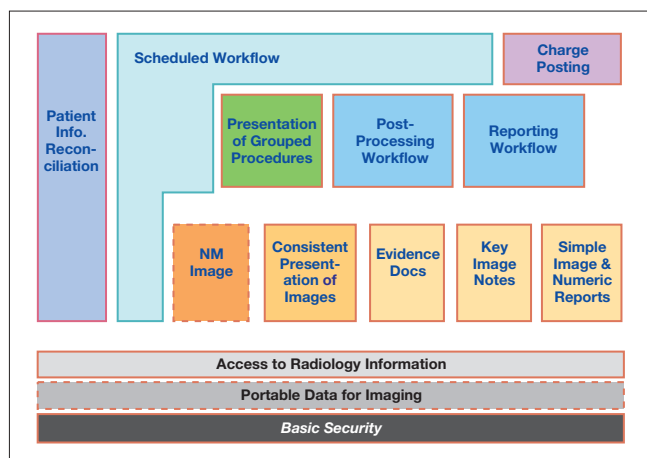 Scheduled Workflow
Charge
Posting
Patient
Info.
Recon-
ciliation
Presentation
of Grouped
Procedures
Post-
Processing
Workflow
Reporting
Workflow
NM
Image
Consistent
Present-
ation of
Images
Evidence
Docs
Key
Image
Notes
Simple
Image &
Numeric
Reports
Access to Radiology Information
Portable Data for Imaging
Basic Security